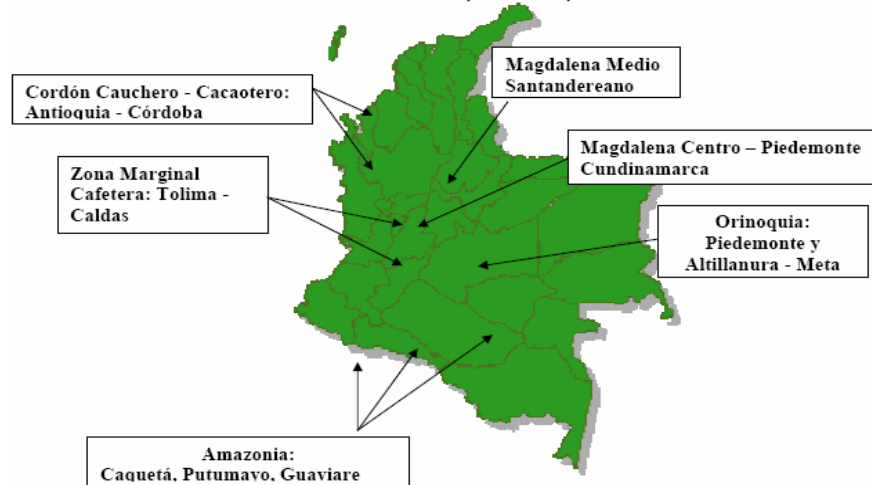 Cordón Cauchero - Cacaotero:
Antioquia - Córdoba
Magdalena Medio
Santandereano
Zona Marginal
Cafetera: Tolima -
Caldas
Magdalena Centro – Piedemonte
Cundinamarca
Orinoquia:
Piedemonte y
Altillanura - Meta
Amazonia:
Caquetá, Putumayo, Guaviare